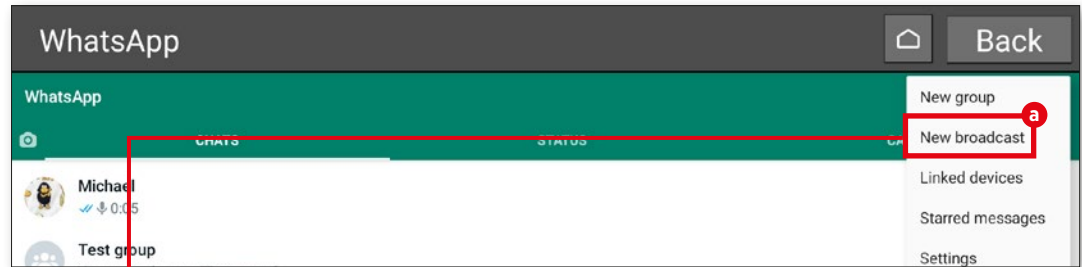 WhatsApp
Back
WhatsApp
New group
a
CHATS
STATUS
New broadcast
Michael
Linked devices
0:05
Starred messages
Test group
Settings